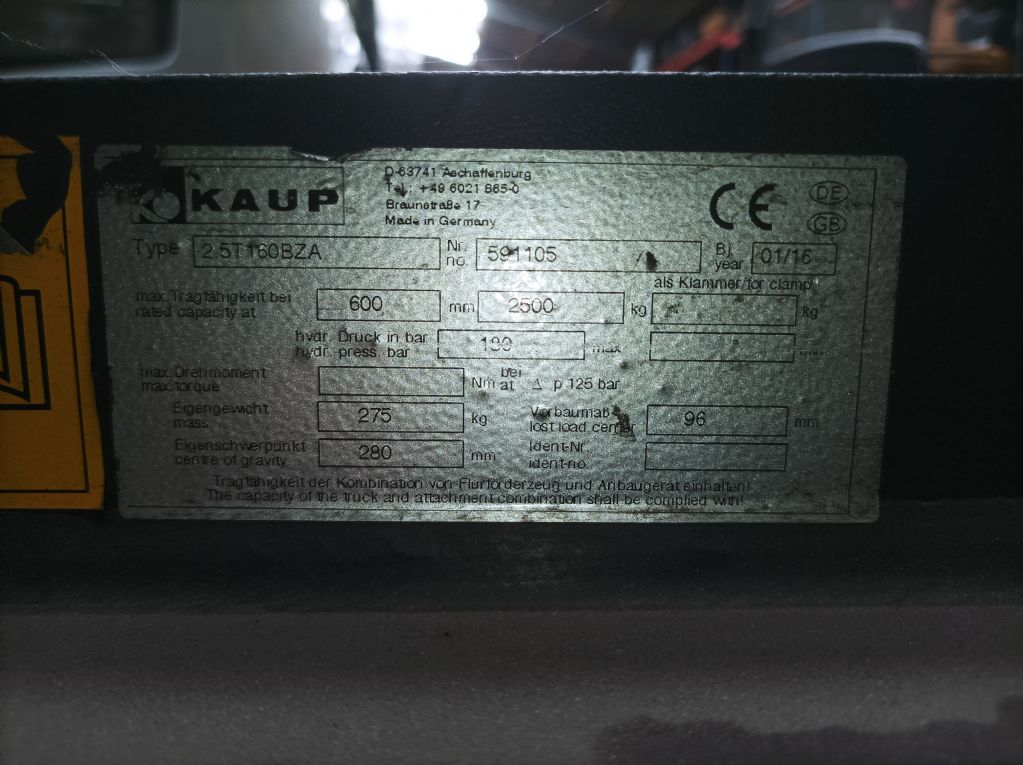 KAUP
D-63741 Aschaffenburg
Tel.: +49 6021 865-0
Braunstraße 17
Made in Germany
CE DE
GB
Type 2,5T160BZA Nr. no. 591105 / Bj. year 01/16
als Klammer/for clamp
max.Tragfähigkeit bei
rated capacity at 600 mm 2500 kg kg
hydr. Druck in bar
hydr. press. bar max
max.Drehmoment
max.torque Nm bei at Δ p 125 bar
Eigengewicht
mass 275 kg Vorbaumaß
lost load center 96 mm
Eigenschwerpunkt
centre of gravity 280 mm Ident-Nr.
ident-no.
Tragfähigkeit der Kombination von Flurförderzeug und Anbaugerät einhalten!
The capacity of the truck and attachment combination shall be complied with!